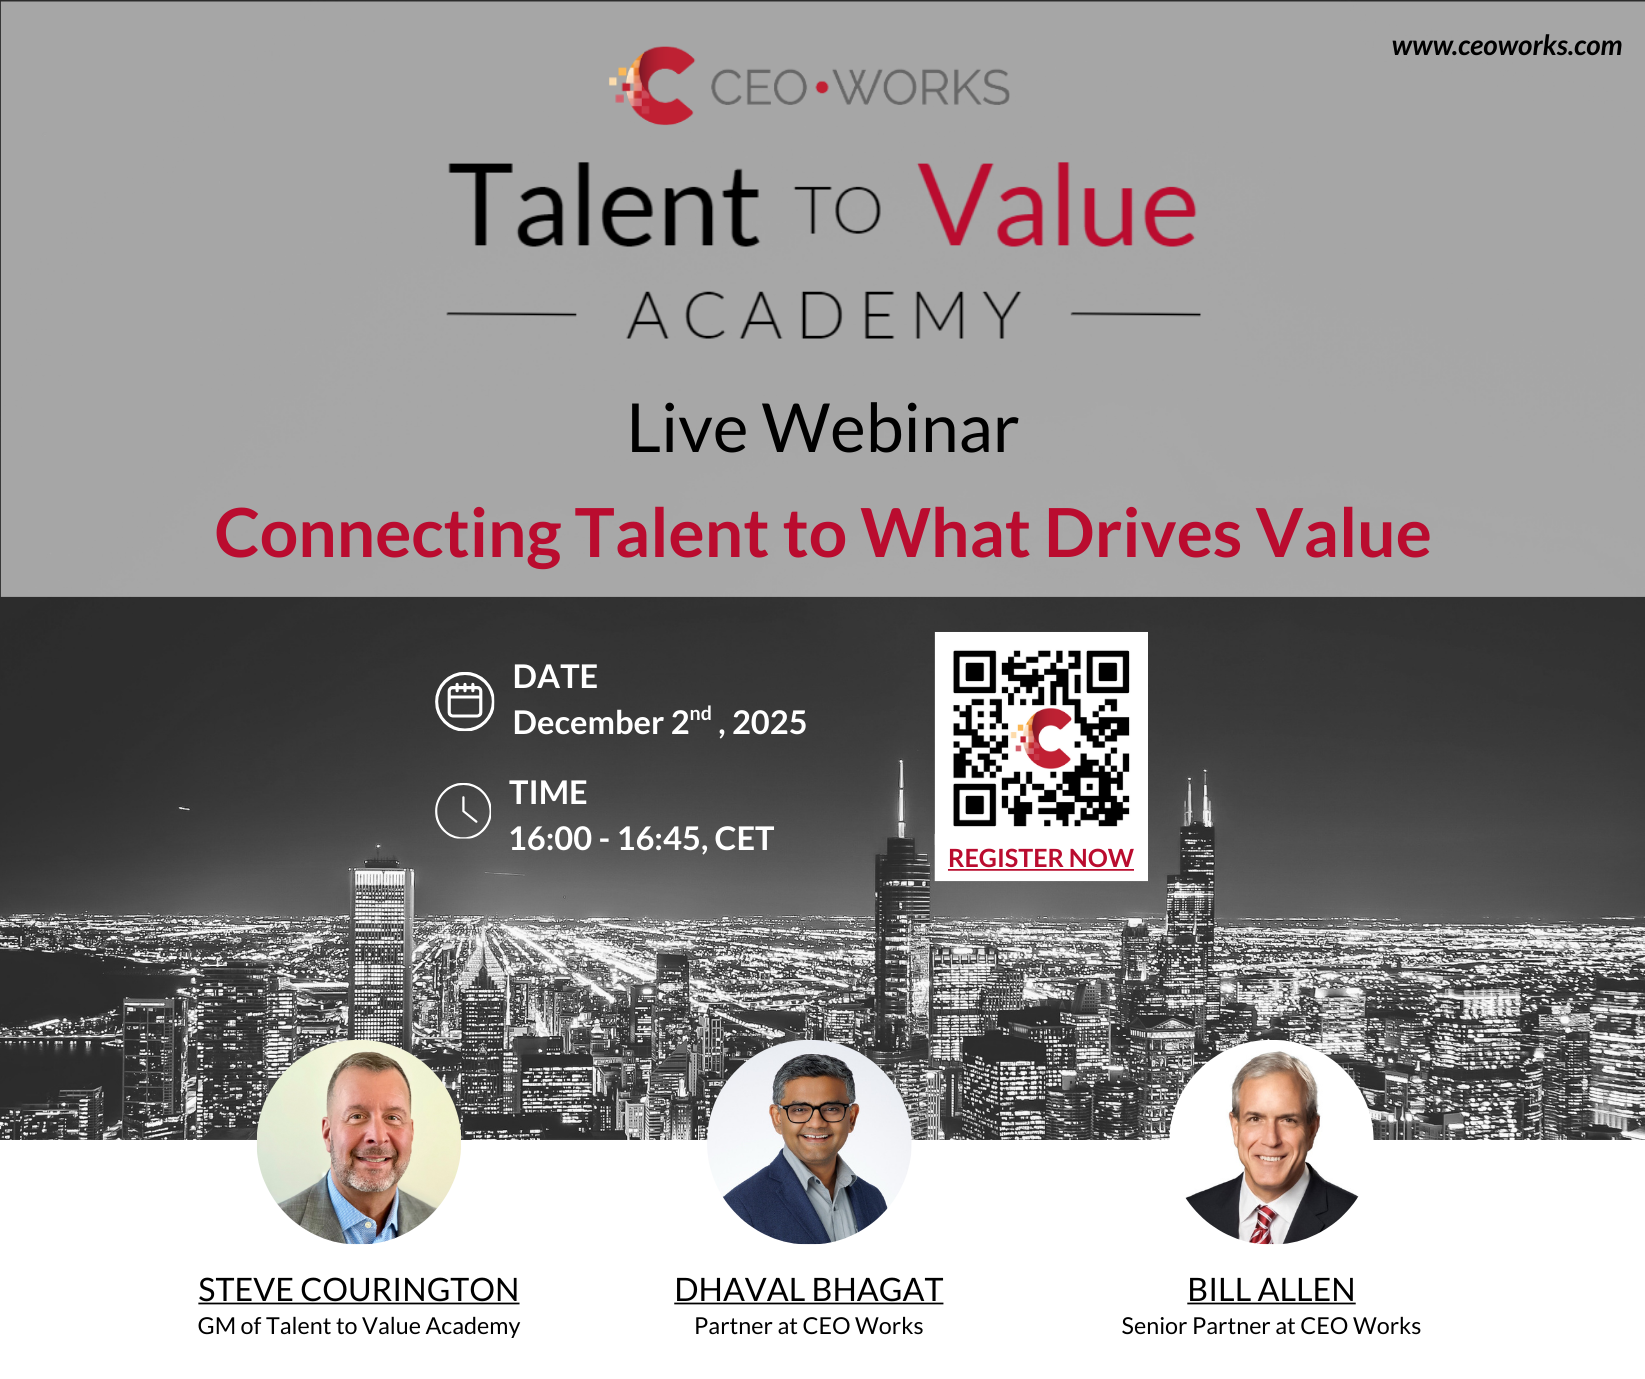 www.ceoworks.com
CEO•WORKS
Talent TO Value
ACADEMY
Live Webinar
Connecting Talent to What Drives Value
DATE
December 2nd , 2025
TIME
16:00 - 16:45, CET
REGISTER NOW
STEVE COURINGTON
GM of Talent to Value Academy
DHAVAL BHAGAT
Partner at CEO Works
BILL ALLEN
Senior Partner at CEO Works